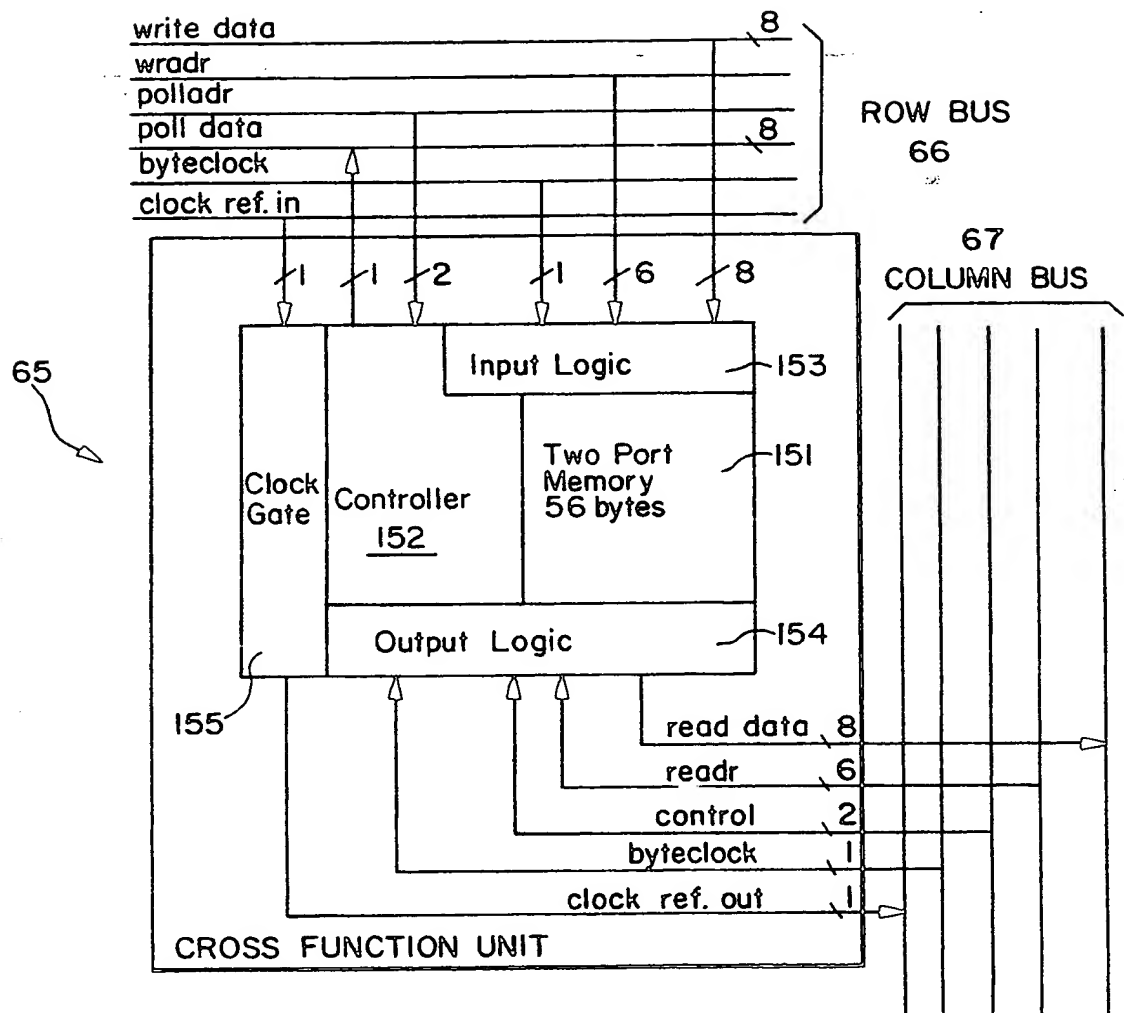 write data
8
wradr
polladr
poll data
8
byteclock
clock ref. in
ROW BUS
66
67
COLUMN BUS
1
1
2
1
6
8
65
Input Logic
153
Two Port
Memory
56 bytes
151
Clock
Gate
Controller
152
Output Logic
154
155
read data
8
readr
6
control
2
byteclock
1
clock ref. out
1
CROSS FUNCTION UNIT